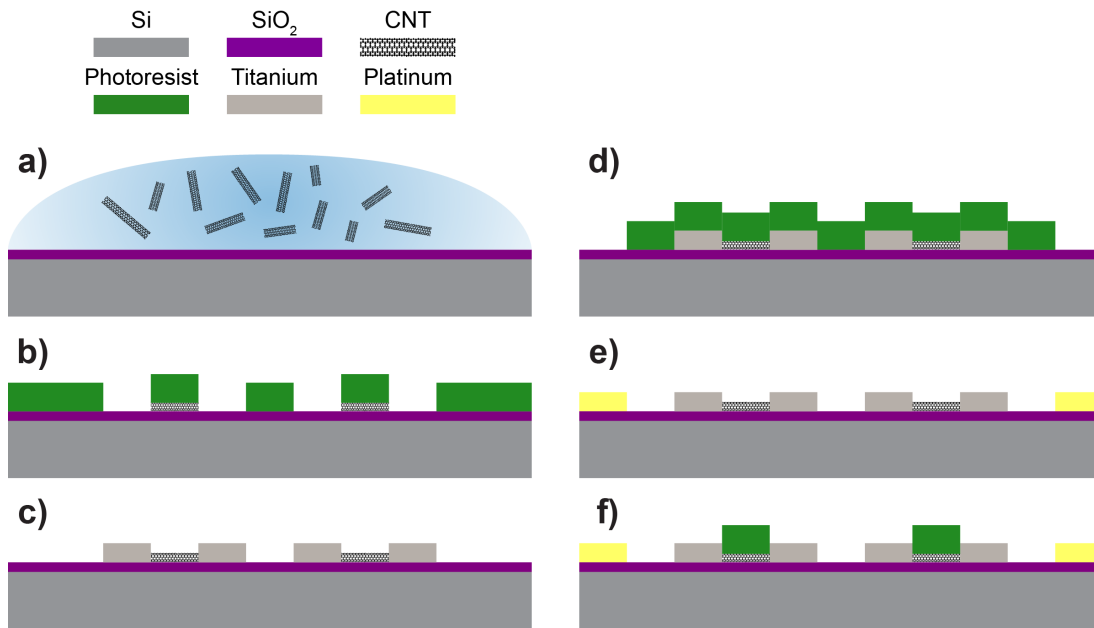 Si SiO₂ CNT
Photoresist Titanium Platinum
a)
b)
c)
d)
e)
f)